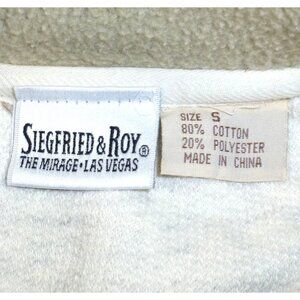 SIEGFRIED & ROY®
THE MIRAGE • LAS VEGAS
SIZE S
80% COTTON
20% POLYESTER
MADE IN CHINA